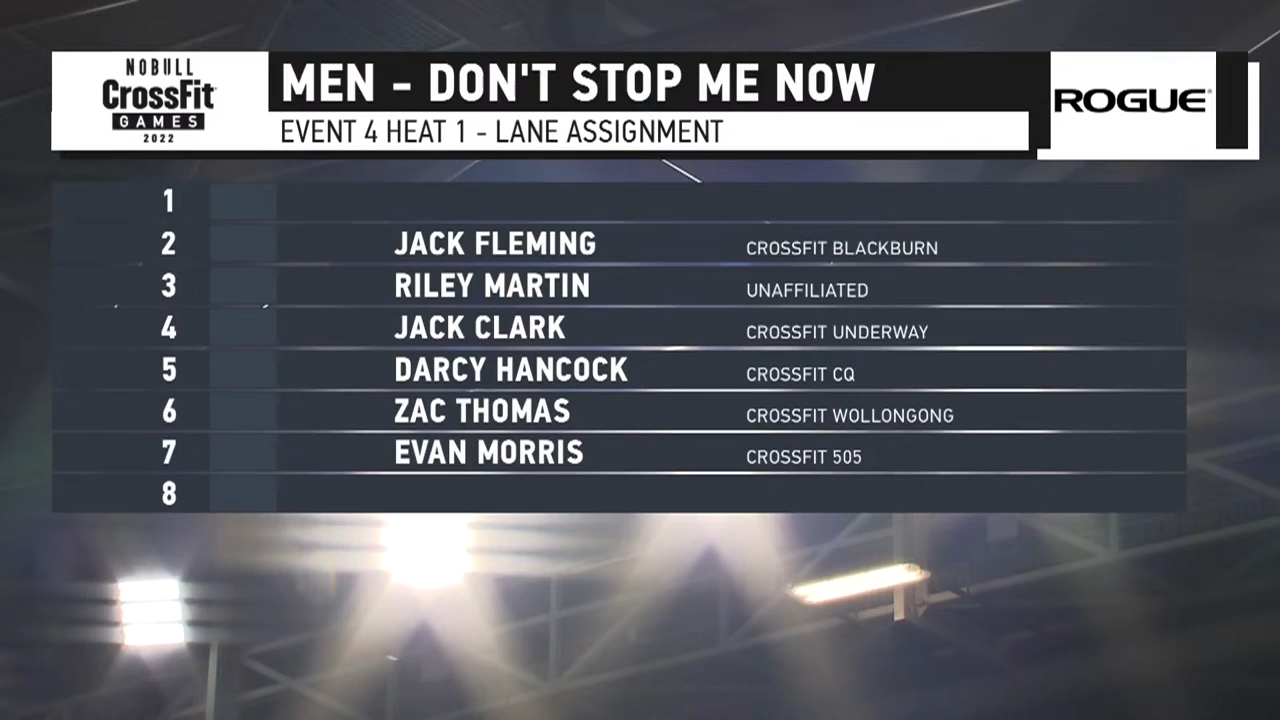 NOBULL
CrossFit
GAMES
2022
MEN - DON'T STOP ME NOW
EVENT 4 HEAT 1 - LANE ASSIGNMENT
ROGUE
1
2 JACK FLEMING CROSSFIT BLACKBURN
3 RILEY MARTIN UNAFFILIATED
4 JACK CLARK CROSSFIT UNDERWAY
5 DARCY HANCOCK CROSSFIT CQ
6 ZAC THOMAS CROSSFIT WOLLONGONG
7 EVAN MORRIS CROSSFIT 505
8